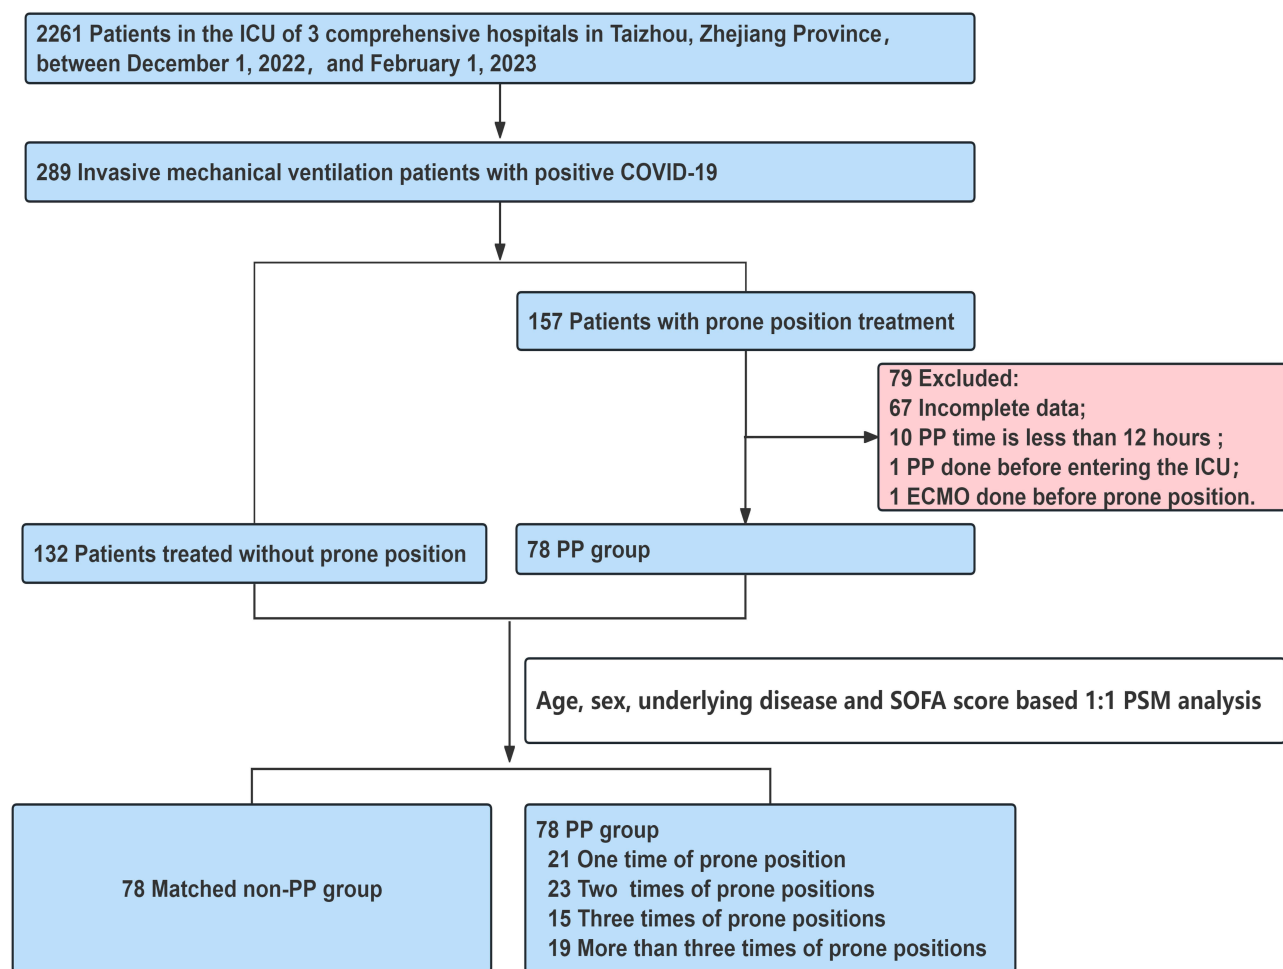 2261 Patients in the ICU of 3 comprehensive hospitals in Taizhou, Zhejiang Province,
between December 1, 2022, and February 1, 2023
289 Invasive mechanical ventilation patients with positive COVID-19
157 Patients with prone position treatment
79 Excluded:
67 Incomplete data;
10 PP time is less than 12 hours ;
1 PP done before entering the ICU;
1 ECMO done before prone position.
132 Patients treated without prone position
78 PP group
Age, sex, underlying disease and SOFA score based 1:1 PSM analysis
78 Matched non-PP group
78 PP group
21 One time of prone position
23 Two times of prone positions
15 Three times of prone positions
19 More than three times of prone positions